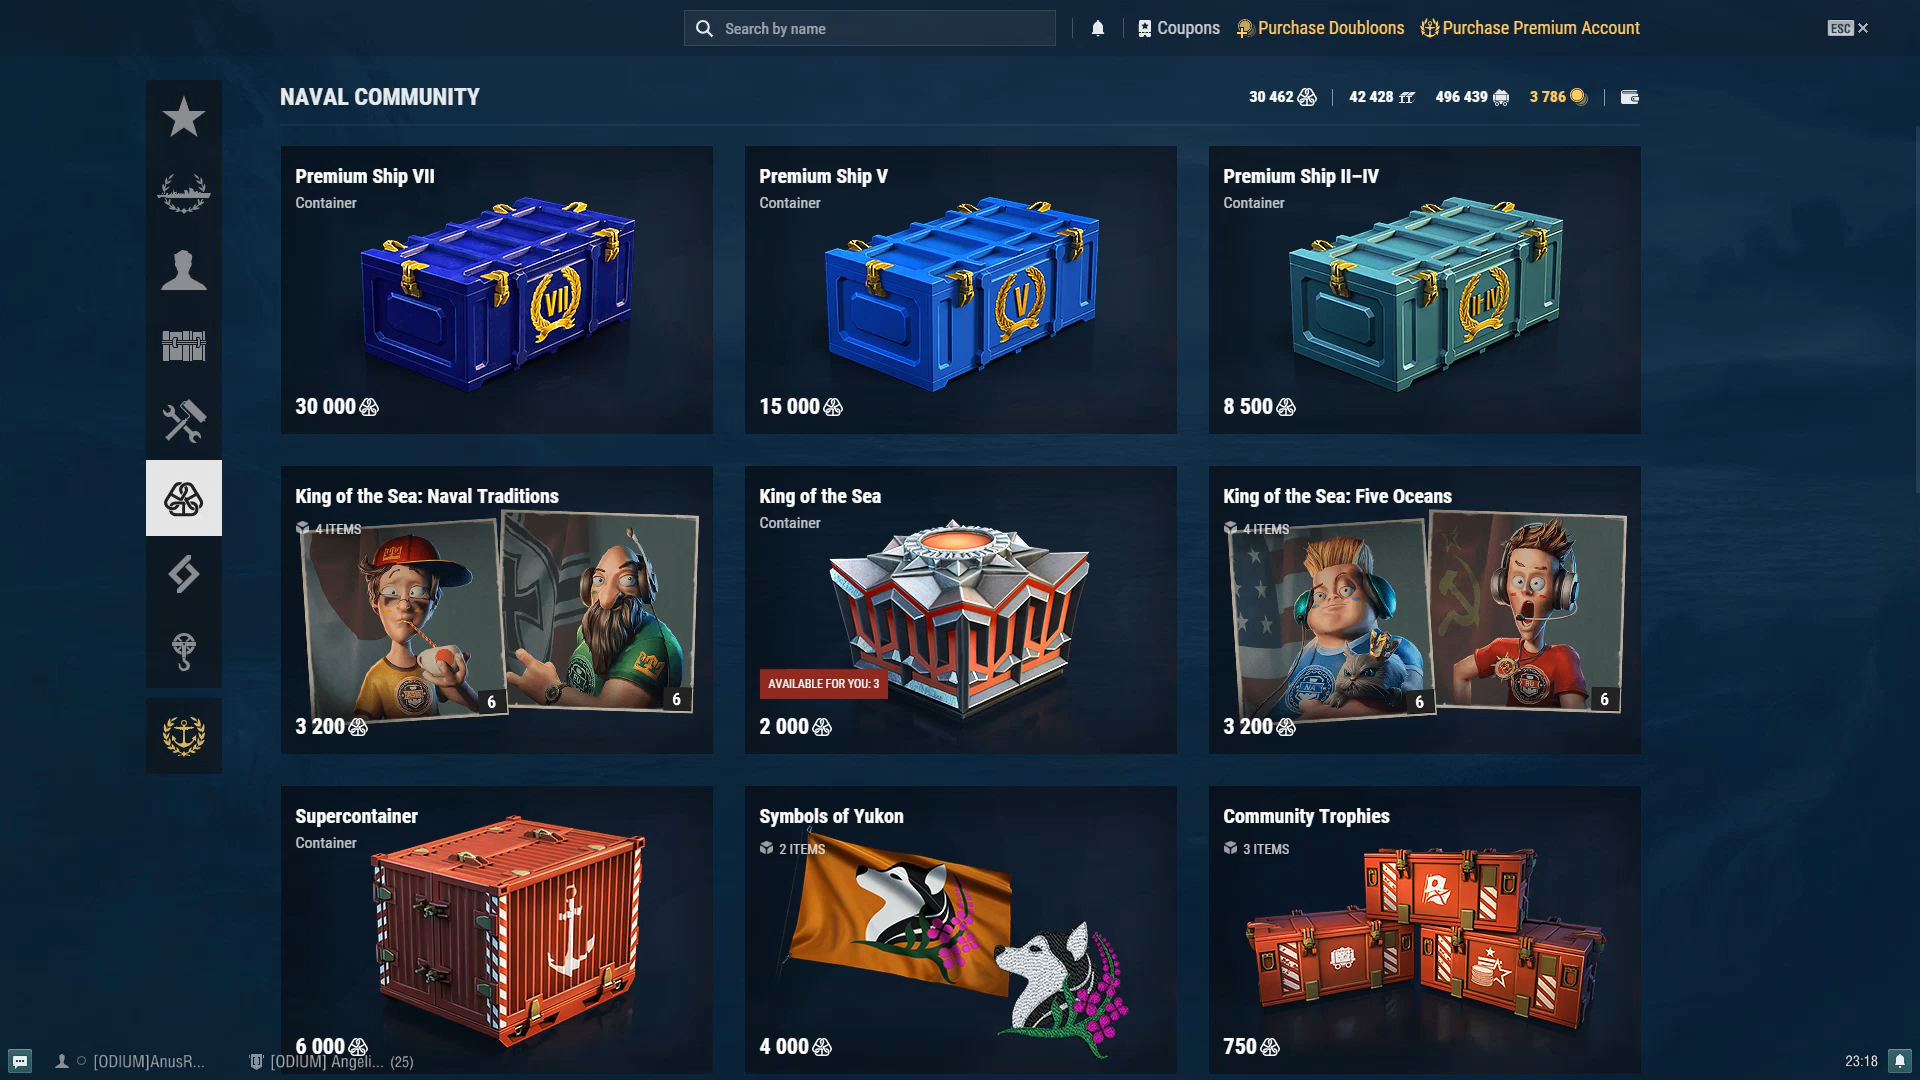 Search by name
Coupons
Purchase Doubloons
Purchase Premium Account
ESC
NAVAL COMMUNITY
30 462
42 428
496 439
3 786
Premium Ship VII
Container
VII
30 000
Premium Ship V
Container
V
15 000
Premium Ship II–IV
Container
II-IV
8 500
King of the Sea: Naval Traditions
4 ITEMS
6
6
3 200
King of the Sea
Container
AVAILABLE FOR YOU: 3
2 000
King of the Sea: Five Oceans
4 ITEMS
NA
6
6
3 200
Supercontainer
Container
6 000
Symbols of Yukon
2 ITEMS
4 000
Community Trophies
3 ITEMS
750
[ODIUM]AnusR...
[ODIUM] Angeli... (25)
23:18